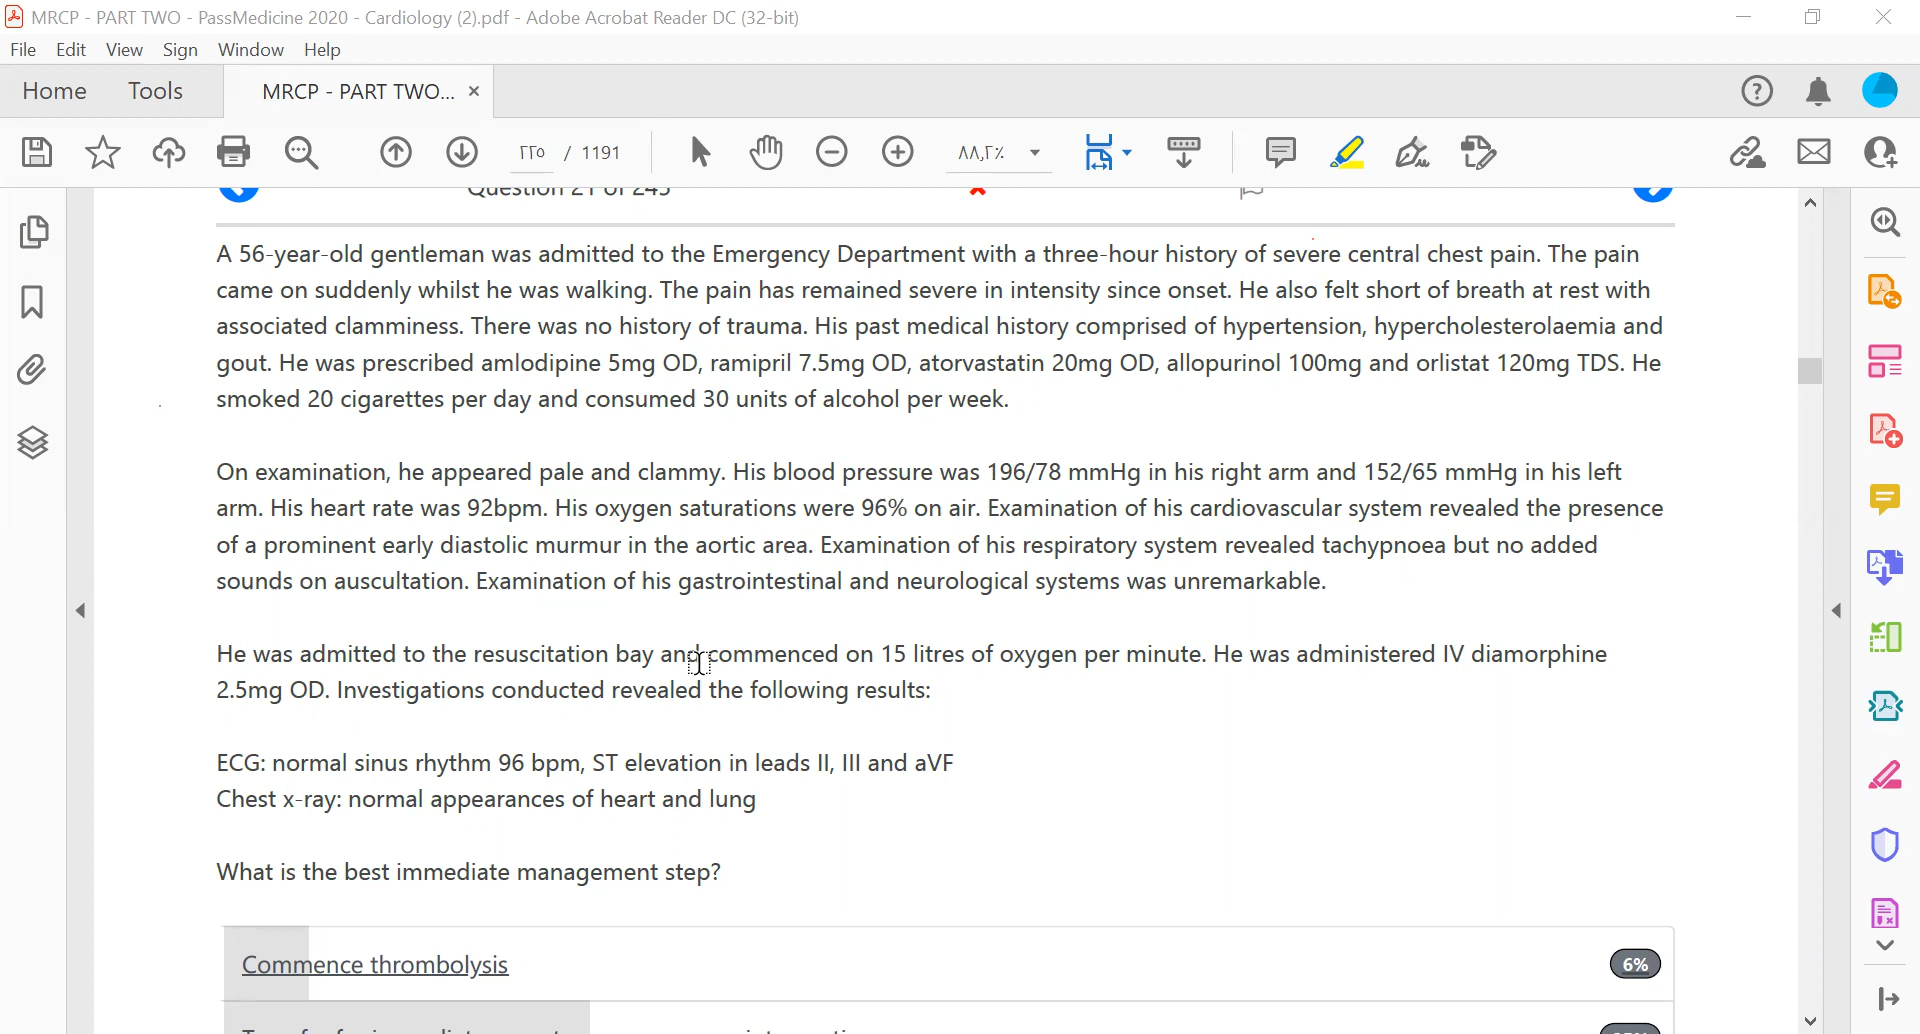 MRCP - PART TWO - PassMedicine 2020 - Cardiology (2).pdf - Adobe Acrobat Reader DC (32-bit)
File Edit View Sign Window Help
Home Tools MRCP - PART TWO... ×
٢٢٥ / 1191 ٨٨,٢٪
Question 21 of 245
A 56-year-old gentleman was admitted to the Emergency Department with a three-hour history of severe central chest pain. The pain
came on suddenly whilst he was walking. The pain has remained severe in intensity since onset. He also felt short of breath at rest with
associated clamminess. There was no history of trauma. His past medical history comprised of hypertension, hypercholesterolaemia and
gout. He was prescribed amlodipine 5mg OD, ramipril 7.5mg OD, atorvastatin 20mg OD, allopurinol 100mg and orlistat 120mg TDS. He
smoked 20 cigarettes per day and consumed 30 units of alcohol per week.
On examination, he appeared pale and clammy. His blood pressure was 196/78 mmHg in his right arm and 152/65 mmHg in his left
arm. His heart rate was 92bpm. His oxygen saturations were 96% on air. Examination of his cardiovascular system revealed the presence
of a prominent early diastolic murmur in the aortic area. Examination of his respiratory system revealed tachypnoea but no added
sounds on auscultation. Examination of his gastrointestinal and neurological systems was unremarkable.
He was admitted to the resuscitation bay and commenced on 15 litres of oxygen per minute. He was administered IV diamorphine
2.5mg OD. Investigations conducted revealed the following results:
ECG: normal sinus rhythm 96 bpm, ST elevation in leads II, III and aVF
Chest x-ray: normal appearances of heart and lung
What is the best immediate management step?
Commence thrombolysis 6%